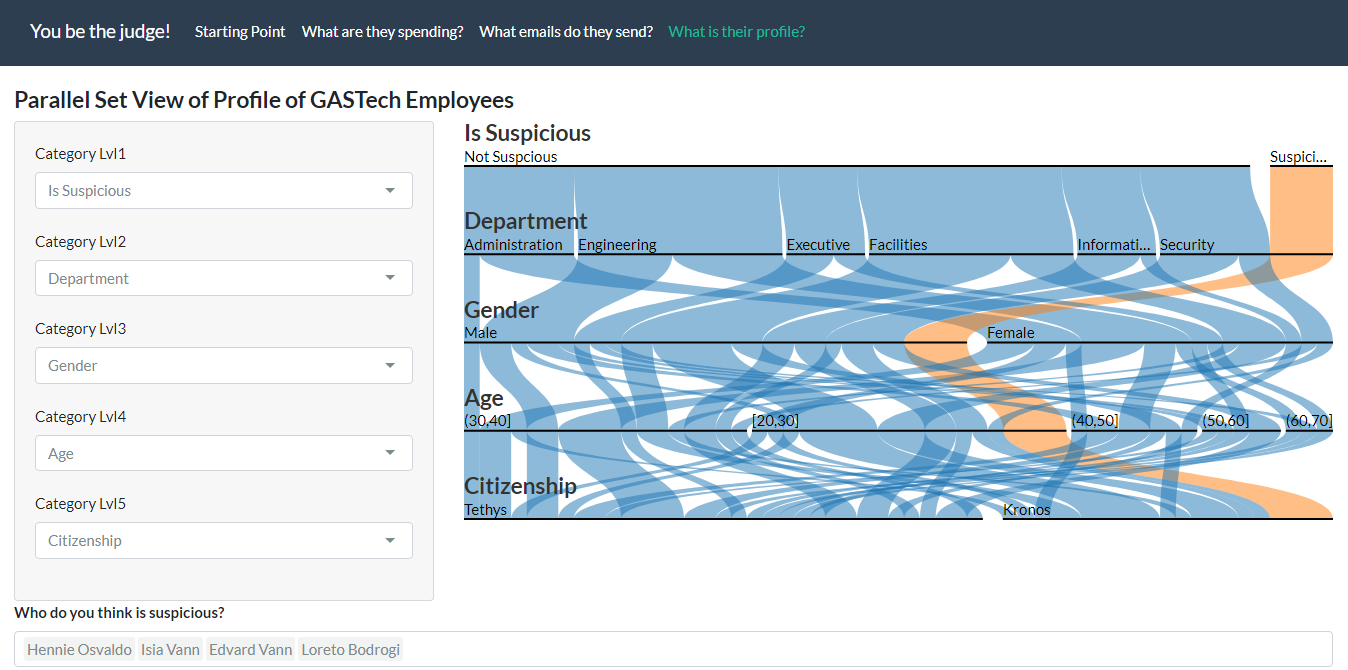 You be the judge! Starting Point What are they spending? What emails do they send? What is their profile?
Parallel Set View of Profile of GASTech Employees
Category Lvl1
Is Suspicious
Category Lvl2
Department
Category Lvl3
Gender
Category Lvl4
Age
Category Lvl5
Citizenship
Is Suspicious
Not Suspcious Suspici...
Department
Administration Engineering Executive Facilities Informati... Security
Gender
Male Female
Age
(30,40] [20,30] (40,50] (50,60] (60,70]
Citizenship
Tethys Kronos
Who do you think is suspicious?
Hennie Osvaldo Isia Vann Edvard Vann Loreto Bodrogi